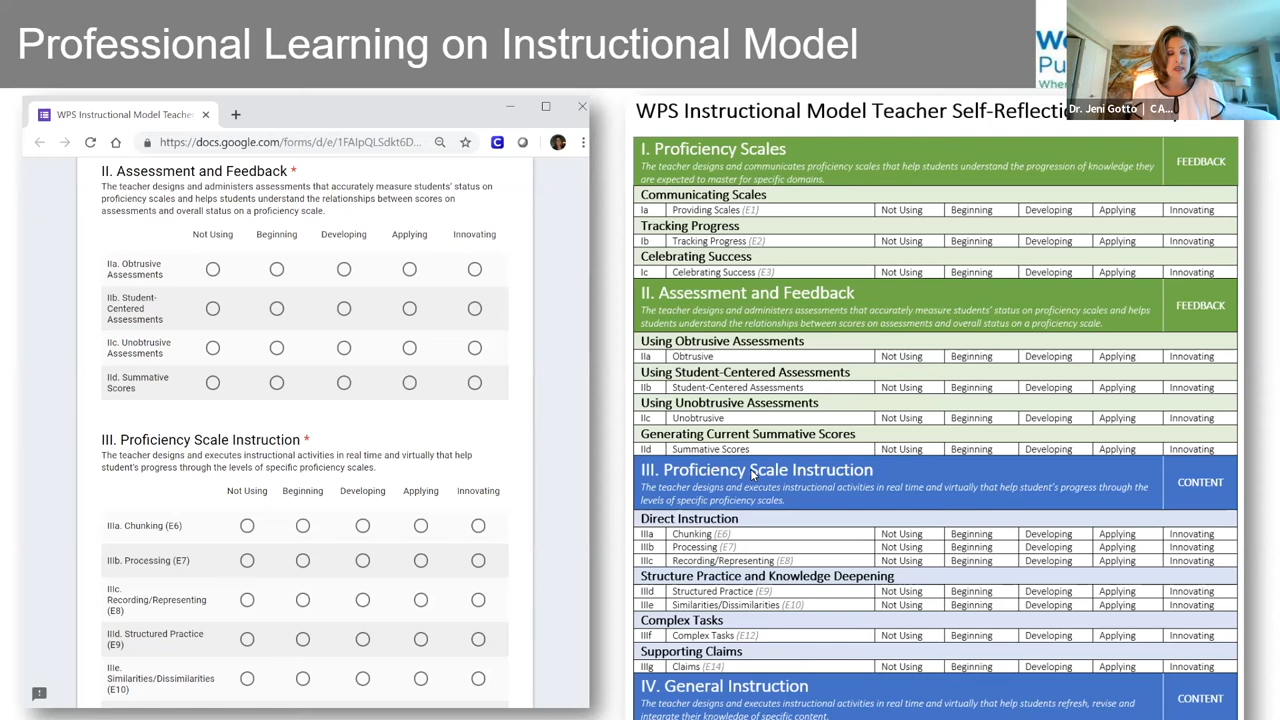 Professional Learning on Instructional Model
Dr. Jeni Gotto | CA...
WPS Instructional Model Teache
https://docs.google.com/forms/d/e/1FAIpQLSdkt6D...
II. Assessment and Feedback *
The teacher designs and administers assessments that accurately measure students' status on
proficiency scales and helps students understand the relationships between scores on
assessments and overall status on a proficiency scale.
Not Using Beginning Developing Applying Innovating
IIa. Obtrusive
Assessments
IIb. Student-
Centered
Assessments
IIc. Unobtrusive
Assessments
IId. Summative
Scores
III. Proficiency Scale Instruction *
The teacher designs and executes instructional activities in real time and virtually that help
student's progress through the levels of specific proficiency scales.
Not Using Beginning Developing Applying Innovating
IIIa. Chunking (E6)
IIIb. Processing (E7)
IIIc.
Recording/Representing
(E8)
IIId. Structured Practice
(E9)
IIIe.
Similarities/Dissimilarities
(E10)
WPS Instructional Model Teacher Self-Reflecti
I. Proficiency Scales
The teacher designs and communicates proficiency scales that help students understand the progression of knowledge they
are expected to master for specific domains.
FEEDBACK
Communicating Scales
Ia Providing Scales (E1) Not Using Beginning Developing Applying Innovating
Tracking Progress
Ib Tracking Progress (E2) Not Using Beginning Developing Applying Innovating
Celebrating Success
Ic Celebrating Success (E3) Not Using Beginning Developing Applying Innovating
II. Assessment and Feedback
The teacher designs and administers assessments that accurately measure students' status on proficiency scales and helps
students understand the relationships between scores on assessments and overall status on a proficiency scale.
FEEDBACK
Using Obtrusive Assessments
IIa Obtrusive Not Using Beginning Developing Applying Innovating
Using Student-Centered Assessments
IIb Student-Centered Assessments Not Using Beginning Developing Applying Innovating
Using Unobtrusive Assessments
IIc Unobtrusive Not Using Beginning Developing Applying Innovating
Generating Current Summative Scores
IId Summative Scores Not Using Beginning Developing Applying Innovating
III. Proficiency Scale Instruction
The teacher designs and executes instructional activities in real time and virtually that help student's progress through the
levels of specific proficiency scales.
CONTENT
Direct Instruction
IIIa Chunking (E6) Not Using Beginning Developing Applying Innovating
IIIb Processing (E7) Not Using Beginning Developing Applying Innovating
IIIc Recording/Representing (E8) Not Using Beginning Developing Applying Innovating
Structure Practice and Knowledge Deepening
IIId Structured Practice (E9) Not Using Beginning Developing Applying Innovating
IIIe Similarities/Dissimilarities (E10) Not Using Beginning Developing Applying Innovating
Complex Tasks
IIIf Complex Tasks (E12) Not Using Beginning Developing Applying Innovating
Supporting Claims
IIIg Claims (E14) Not Using Beginning Developing Applying Innovating
IV. General Instruction
The teacher designs and executes instructional activities in real time and virtually that help students refresh, revise and
integrate their knowledge of specific content.
CONTENT